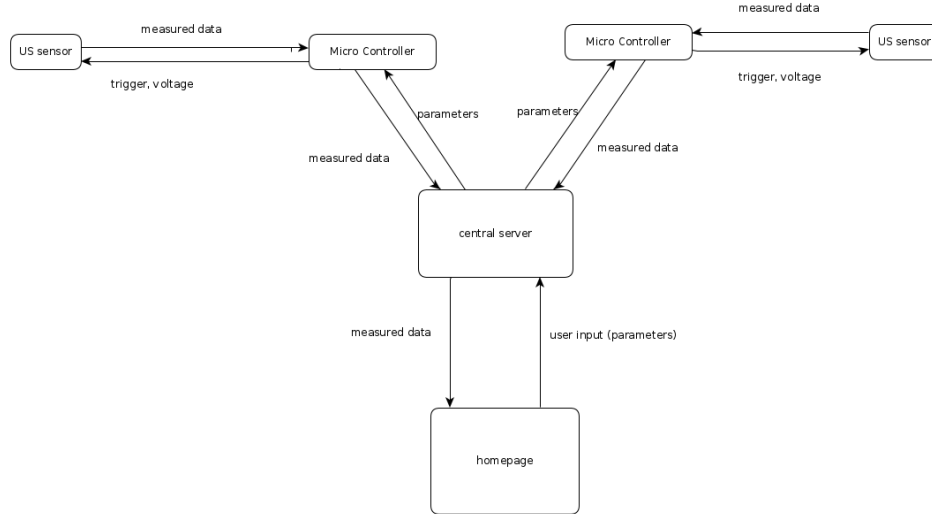 measured data
US sensor
Micro Controller
trigger, voltage
measured data
Micro Controller
US sensor
trigger, voltage
parameters
parameters
measured data
measured data
central server
measured data
user input (parameters)
homepage